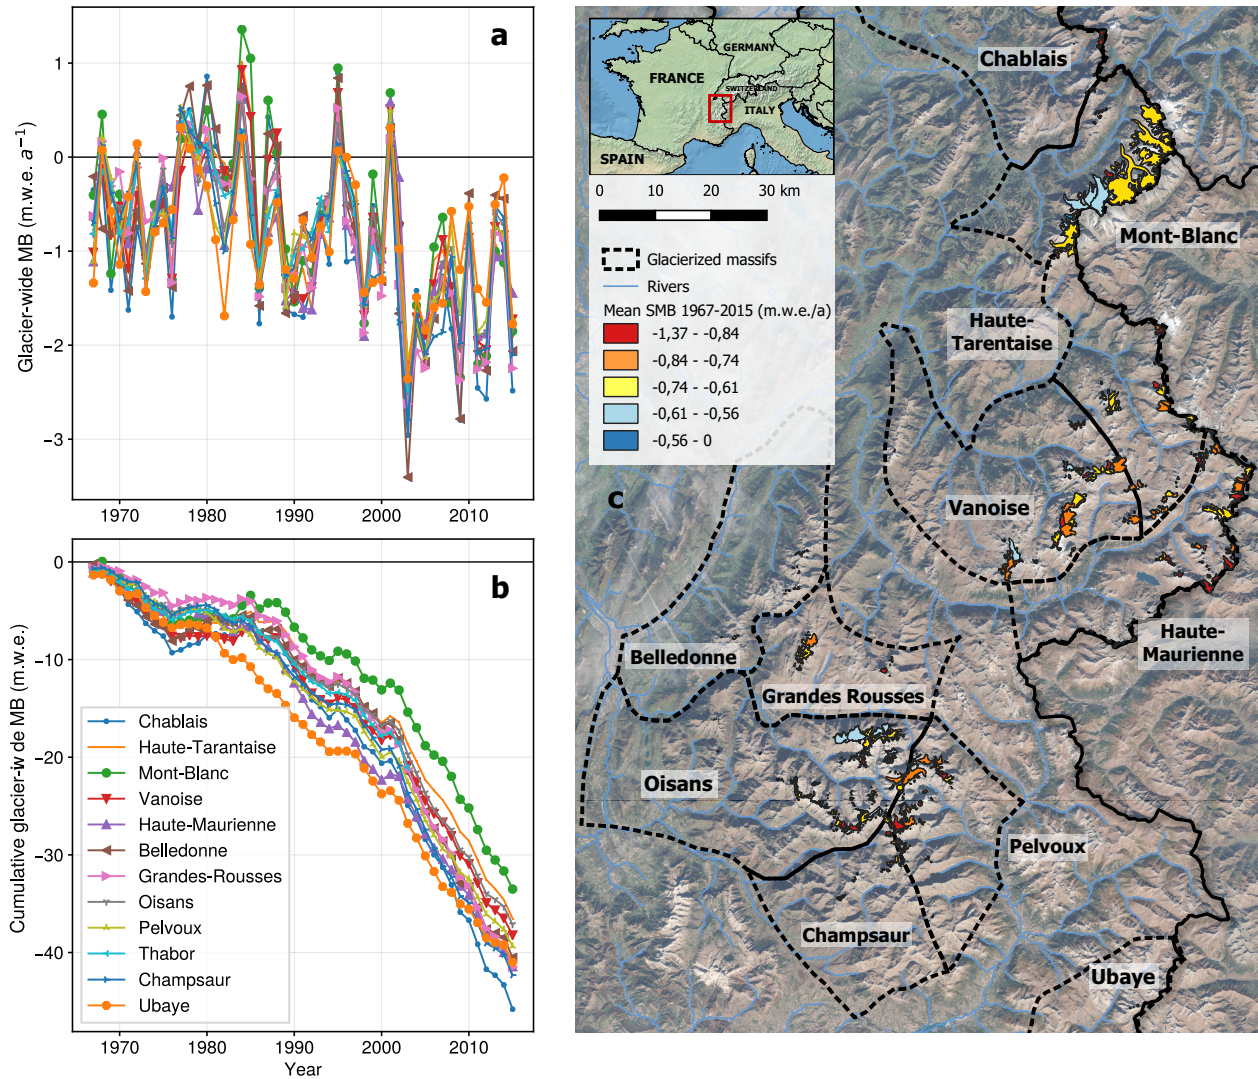 a
Glacier-wide MB (m.w.e. a⁻¹)
1
0
−1
−2
−3
1970
1980
1990
2000
2010
b
Cumulative glacier-w de MB (m.w.e.)
0
−10
−20
−30
−40
Chablais
Haute-Tarantaise
Mont-Blanc
Vanoise
Haute-Maurienne
Belledonne
Grandes-Rousses
Oisans
Pelvoux
Thabor
Champsaur
Ubaye
1970
1980
1990
2000
2010
Year
c
GERMANY
FRANCE
SWITZERLAND
ITALY
SPAIN
0 10 20 30 km
Glacierized massifs
Rivers
Mean SMB 1967-2015 (m.w.e./a)
-1,37 - -0,84
-0,84 - -0,74
-0,74 - -0,61
-0,61 - -0,56
-0,56 - 0
Chablais
Mont-Blanc
Haute-
Tarentaise
Vanoise
Haute-
Maurienne
Belledonne
Grandes Rousses
Oisans
Pelvoux
Champsaur
Ubaye